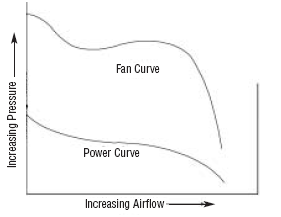 Fan Curve
Increasing Pressure
Power Curve
Increasing Airflow